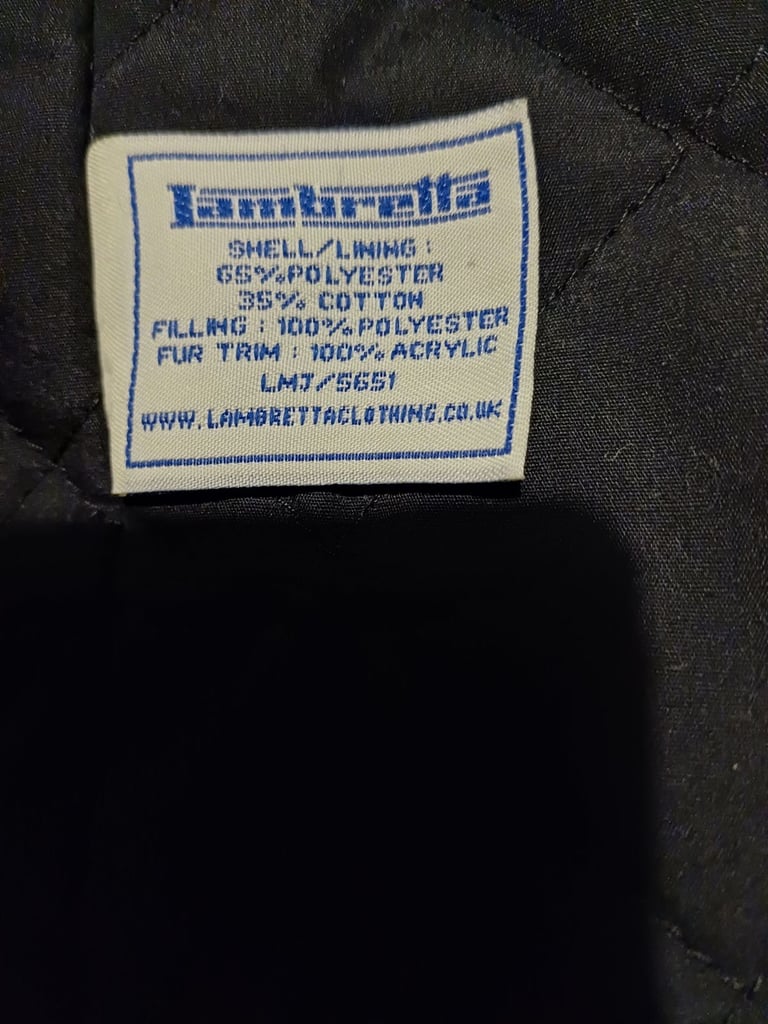 lambretta
SHELL/LINING :
65%POLYESTER
35% COTTON
FILLING : 100%POLYESTER
FUR TRIM : 100%ACRYLIC
LMJ/5651
WWW.LAMBRETTACLOTHING.CO.UK